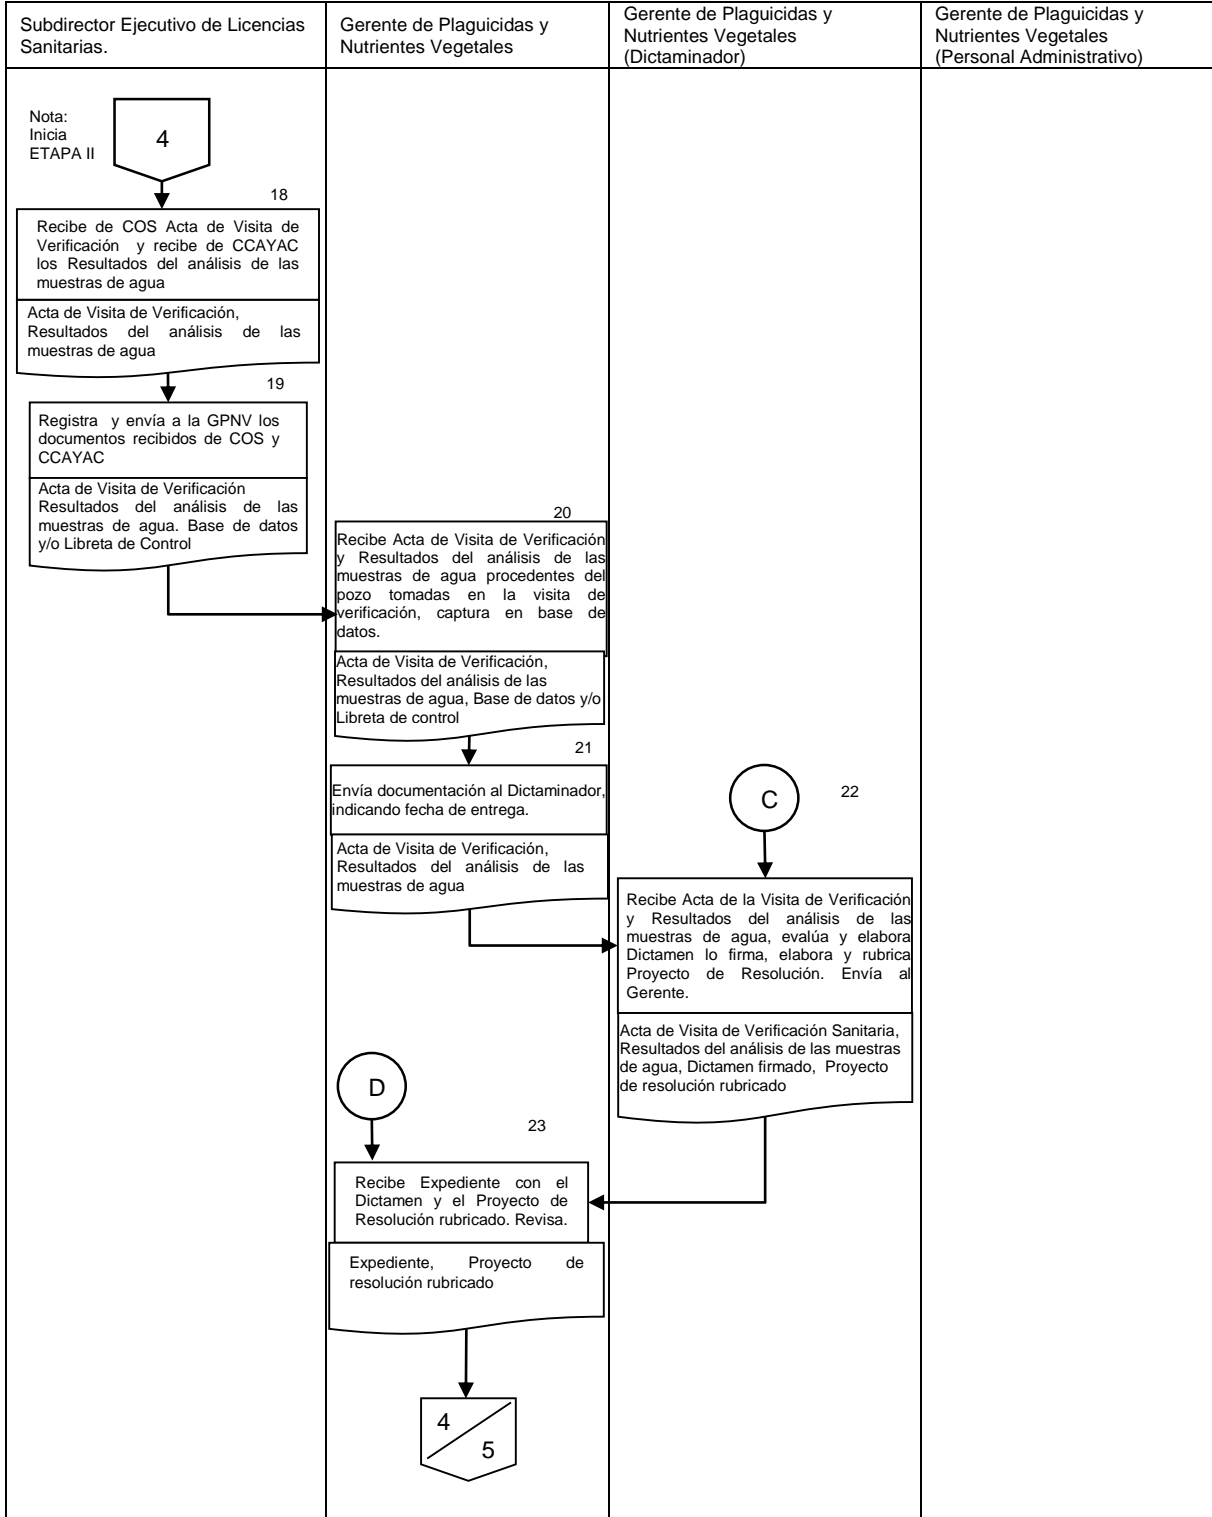 Subdirector Ejecutivo de Licencias
Sanitarias.
Gerente de Plaguicidas y
Nutrientes Vegetales
Gerente de Plaguicidas y
Nutrientes Vegetales
(Dictaminador)
Gerente de Plaguicidas y
Nutrientes Vegetales
(Personal Administrativo)
Nota:
Inicia
ETAPA II
4
18
Recibe de COS Acta de Visita de
Verificación y recibe de CCAYAC
los Resultados del análisis de las
muestras de agua
Acta de Visita de Verificación,
Resultados del análisis de las
muestras de agua
19
Registra y envía a la GPNV los
documentos recibidos de COS y
CCAYAC
Acta de Visita de Verificación
Resultados del análisis de las
muestras de agua. Base de datos
y/o Libreta de Control
20
Recibe Acta de Visita de Verificación
y Resultados del análisis de las
muestras de agua procedentes del
pozo tomadas en la visita de
verificación, captura en base de
datos.
Acta de Visita de Verificación,
Resultados del análisis de las
muestras de agua, Base de datos y/o
Libreta de control
21
Envía documentación al Dictaminador,
indicando fecha de entrega.
Acta de Visita de Verificación,
Resultados del análisis de las
muestras de agua
C
22
Recibe Acta de la Visita de Verificación
y Resultados del análisis de las
muestras de agua, evalúa y elabora
Dictamen lo firma, elabora y rubrica
Proyecto de Resolución. Envía al
Gerente.
Acta de Visita de Verificación Sanitaria,
Resultados del análisis de las muestras
de agua, Dictamen firmado, Proyecto
de resolución rubricado
D
23
Recibe Expediente con el
Dictamen y el Proyecto de
Resolución rubricado. Revisa.
Expediente, Proyecto de
resolución rubricado
4
5